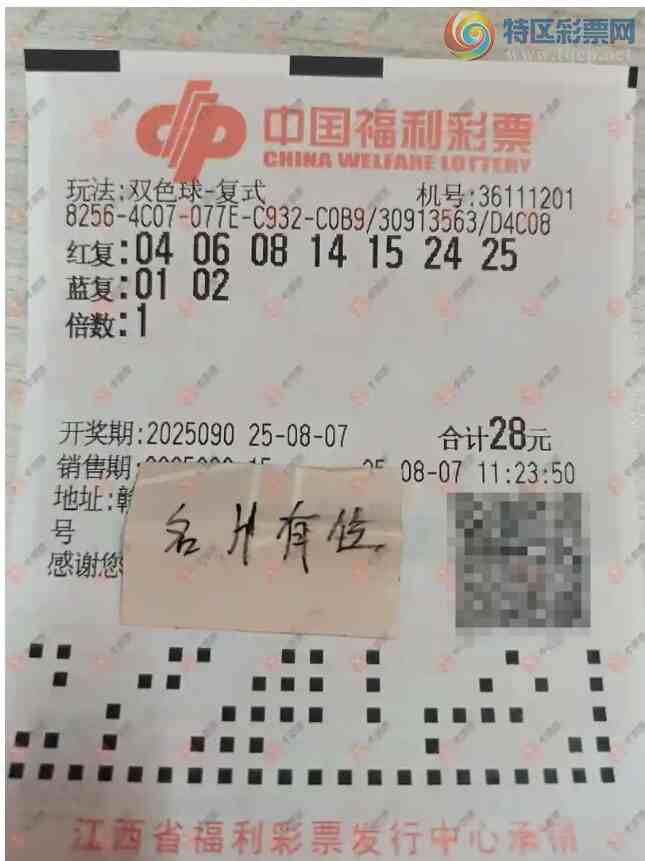 特区彩票网
中国福利彩票
CHINA WELFARE LOTTERY
玩法:双色球-复式 机号:36111201
8256-4C07-077E-C932-C0B9/30913563/D4C08
红复:04 06 08 14 15 24 25
蓝复:01 02
倍数:1
开奖期:2025090 25-08-07 合计28元
销售期: 08-07 11:23:50
地址:赣
号
感谢您
名片有位
江西省福利彩票发行中心承销